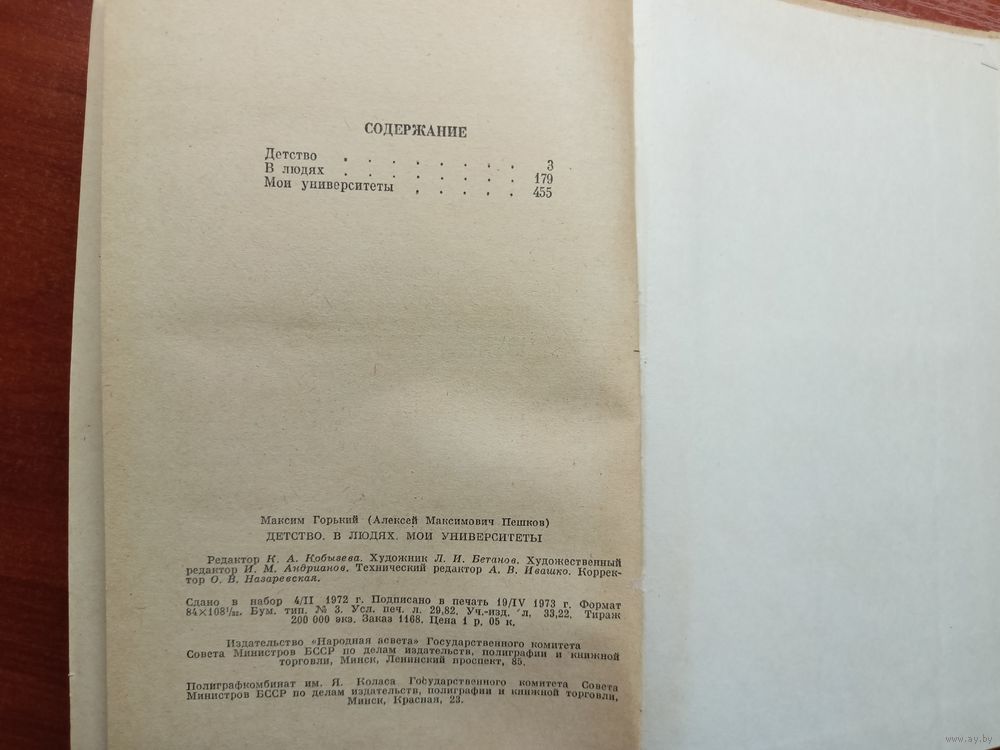 СОДЕРЖАНИЕ
Детство . . . . . . . . 3
В людях . . . . . . . . 179
Мои университеты . . . . . 455
Максим Горький (Алексей Максимович Пешков)
ДЕТСТВО. В ЛЮДЯХ. МОИ УНИВЕРСИТЕТЫ
Редактор К. А. Кобызева. Художник Л. И. Бетанов. Художественный
редактор И. М. Андрианов. Технический редактор А. В. Ивашко. Коррек-
тор О. В. Назаревская.
Сдано в набор 4/II 1972 г. Подписано в печать 19/IV 1973 г. Формат
84×108¹/₃₂. Бум. тип. № 3. Усл. печ. л. 29,82. Уч.-изд. л. 33,22. Тираж
200 000 экз. Заказ 1168. Цена 1 р. 05 к.
Издательство «Народная асвета» Государственного комитета
Совета Министров БССР по делам издательств, полиграфии и книжной
торговли, Минск, Ленинский проспект, 85.
Полиграфкомбинат им. Я. Коласа Государственного комитета Совета
Министров БССР по делам издательств, полиграфии и книжной торговли,
Минск, Красная, 23.
www.ay.by